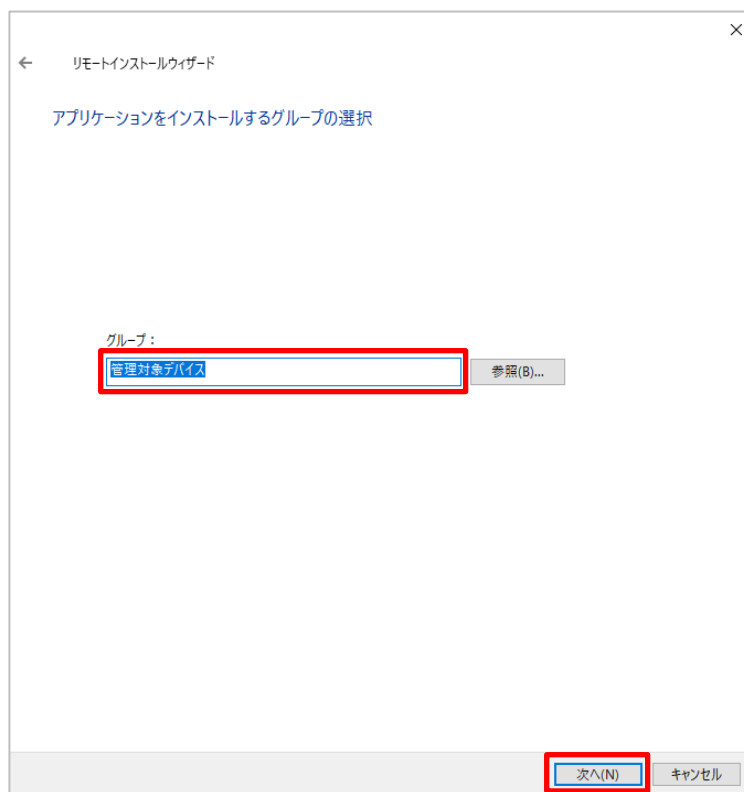 リモートインストールウィザード
アプリケーションをインストールするグループの選択
グループ：
管理対象デバイス
参照(B)...
次へ(N)
キャンセル